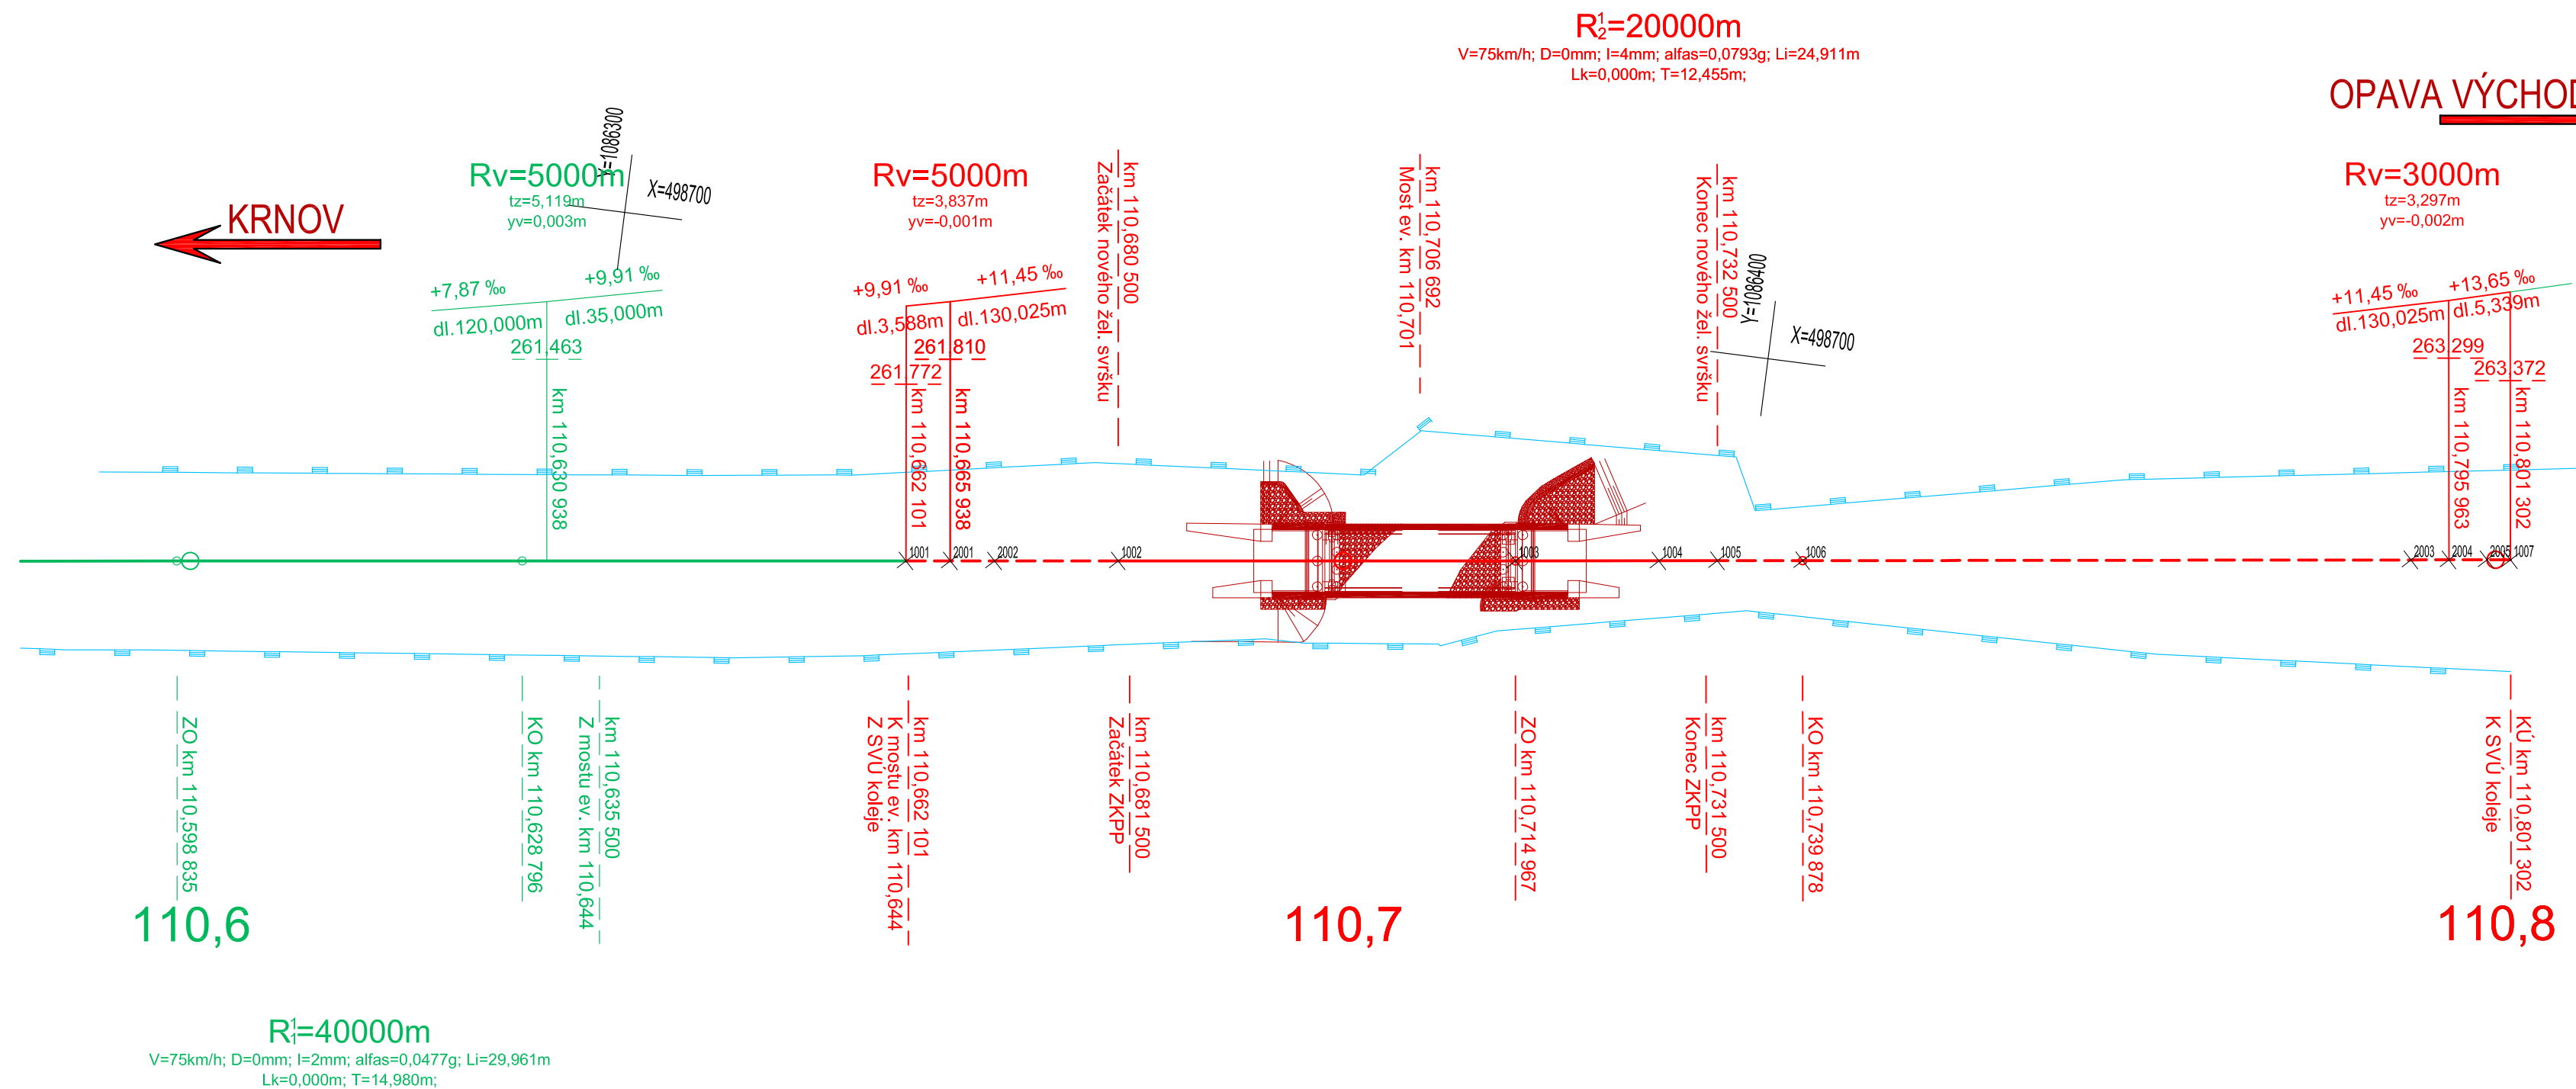 R¹₂=20000m
V=75km/h; D=0mm; I=4mm; alfas=0,0793g; Li=24,911m
Lk=0,000m; T=12,455m;
OPAVA VÝCHOD
KRNOV
Rv=5000m
tz=5,119m
yv=0,003m
Y=1086300
X=498700
Rv=5000m
tz=3,837m
yv=-0,001m
Rv=3000m
tz=3,297m
yv=-0,002m
+7,87 ‰
+9,91 ‰
dl.120,000m
dl.35,000m
261,463
km 110,630 938
+9,91 ‰
+11,45 ‰
dl.3,588m
dl.130,025m
261,810
261,772
km 110,662 101
km 110,665 938
km 110,680 500
Začátek nového žel. svršku
km 110,706 692
Most ev. km 110,701
km 110,732 500
Konec nového žel. svršku
Y=1086400
X=498700
+11,45 ‰
+13,65 ‰
dl.130,025m
dl.5,339m
263,299
263,372
km 110,795 963
km 110,801 302
1001
2001
2002
1002
1003
1004
1005
1006
2003
2004
2005
1007
ZO km 110,598 835
KO km 110,628 796
km 110,635 500
Z mostu ev. km 110,644
km 110,662 101
K mostu ev. km 110,644
Z SVÚ koleje
km 110,681 500
Začátek ZKPP
ZO km 110,714 967
km 110,731 500
Konec ZKPP
KO km 110,739 878
KÚ km 110,801 302
K SVÚ koleje
110,6
110,7
110,8
R¹₁=40000m
V=75km/h; D=0mm; I=2mm; alfas=0,0477g; Li=29,961m
Lk=0,000m; T=14,980m;